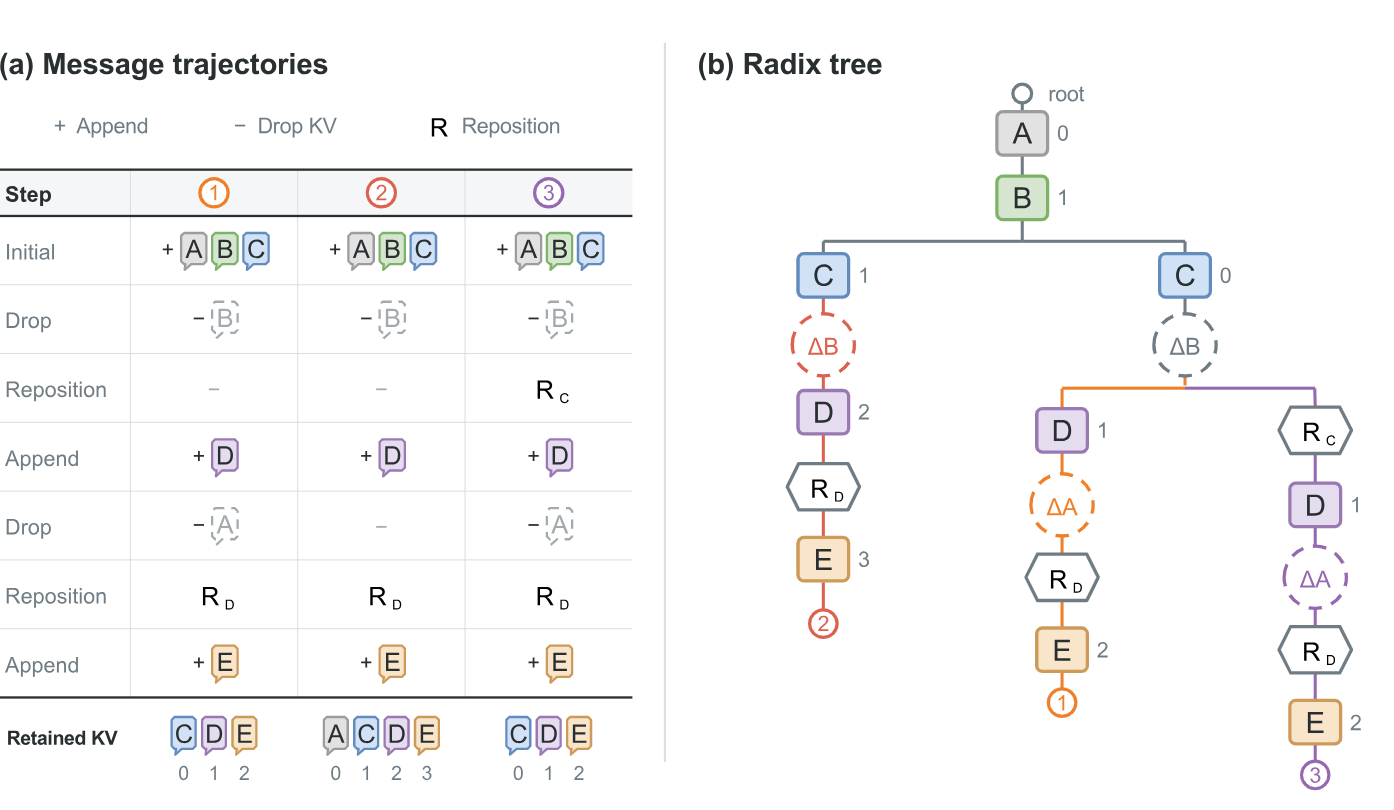 (a) Message trajectories
+ Append − Drop KV R Reposition
Step 1 2 3
Initial + A B C + A B C + A B C
Drop − B − B − B
Reposition − − R C
Append + D + D + D
Drop − A − − A
Reposition R D R D R D
Append + E + E + E
Retained KV C D E A C D E C D E
0 1 2 0 1 2 3 0 1 2
(b) Radix tree
root
A 0
B 1
C 1
ΔB
D 2
R D
E 3
2
C 0
ΔB
D 1
ΔA
R D
E 2
1
R C
D 1
ΔA
R D
E 2
3